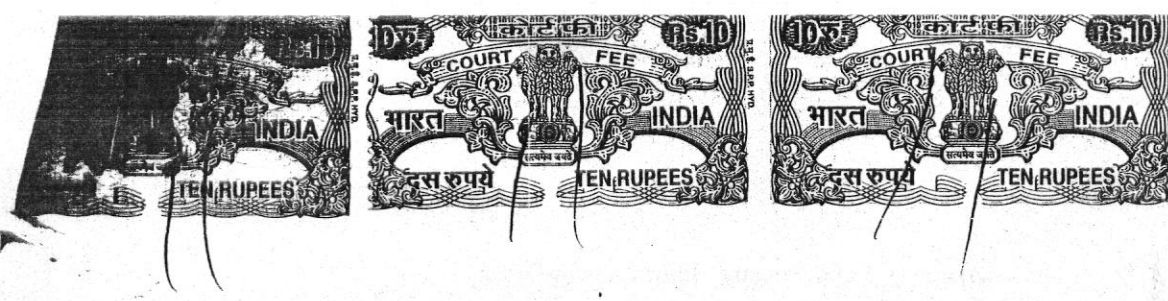 Rs.10
INDIA
TEN RUPEES
10रु. कोर्ट फी Rs.10
COURT FEE
भारत INDIA
सत्यमेव जयते
दस रुपये TEN RUPEES
10रु. कोर्ट फी Rs.10
COURT FEE
भारत INDIA
सत्यमेव जयते
दस रुपये TEN RUPEES